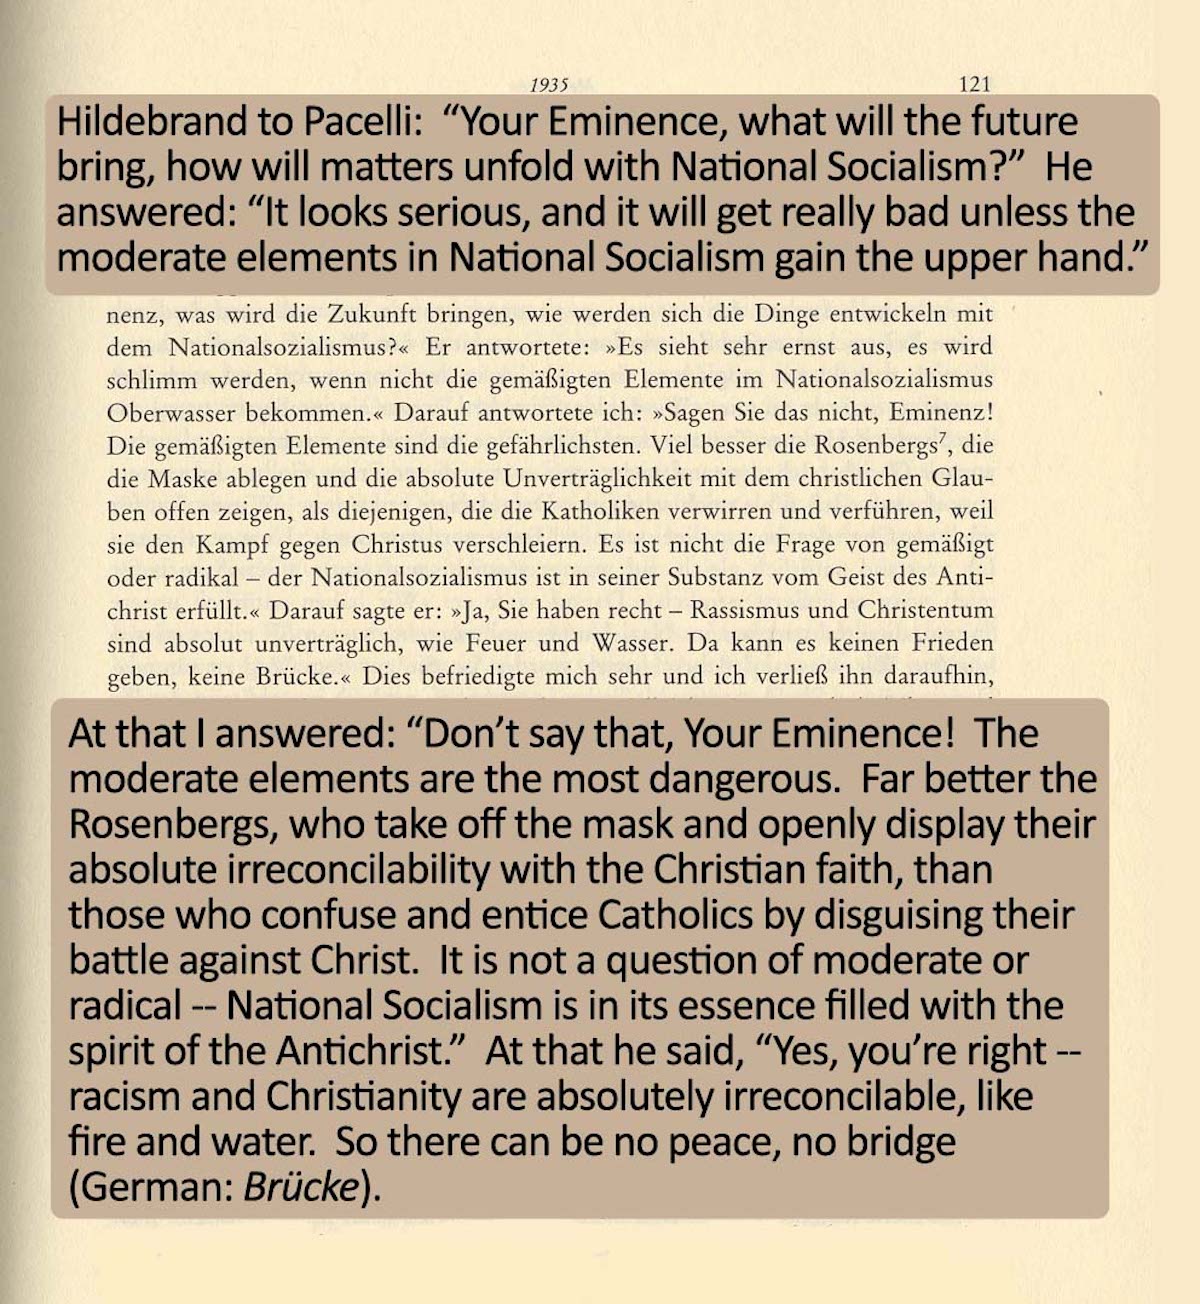 1935 121
Hildebrand to Pacelli: “Your Eminence, what will the future
bring, how will matters unfold with National Socialism?” He
answered: “It looks serious, and it will get really bad unless the
moderate elements in National Socialism gain the upper hand.”
nenz, was wird die Zukunft bringen, wie werden sich die Dinge entwickeln mit
dem Nationalsozialismus?« Er antwortete: »Es sieht sehr ernst aus, es wird
schlimm werden, wenn nicht die gemäßigten Elemente im Nationalsozialismus
Oberwasser bekommen.« Darauf antwortete ich: »Sagen Sie das nicht, Eminenz!
Die gemäßigten Elemente sind die gefährlichsten. Viel besser die Rosenbergs⁷, die
die Maske ablegen und die absolute Unverträglichkeit mit dem christlichen Glau-
ben offen zeigen, als diejenigen, die die Katholiken verwirren und verführen, weil
sie den Kampf gegen Christus verschleiern. Es ist nicht die Frage von gemäßigt
oder radikal – der Nationalsozialismus ist in seiner Substanz vom Geist des Anti-
christ erfüllt.« Darauf sagte er: »Ja, Sie haben recht – Rassismus und Christentum
sind absolut unverträglich, wie Feuer und Wasser. Da kann es keinen Frieden
geben, keine Brücke.« Dies befriedigte mich sehr und ich verließ ihn daraufhin,
At that I answered: “Don’t say that, Your Eminence! The
moderate elements are the most dangerous. Far better the
Rosenbergs, who take off the mask and openly display their
absolute irreconcilability with the Christian faith, than
those who confuse and entice Catholics by disguising their
battle against Christ. It is not a question of moderate or
radical -- National Socialism is in its essence filled with the
spirit of the Antichrist.” At that he said, “Yes, you’re right --
racism and Christianity are absolutely irreconcilable, like
fire and water. So there can be no peace, no bridge
(German: Brücke).